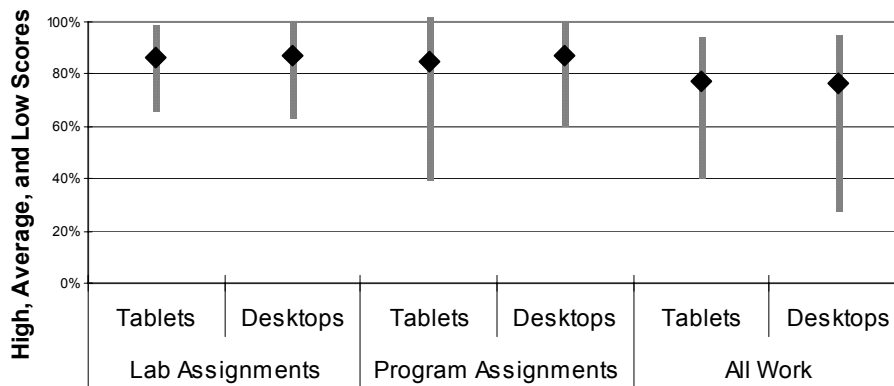 High, Average, and Low Scores
100%
80%
60%
40%
20%
0%
Tablets Desktops Tablets Desktops Tablets Desktops
Lab Assignments Program Assignments All Work